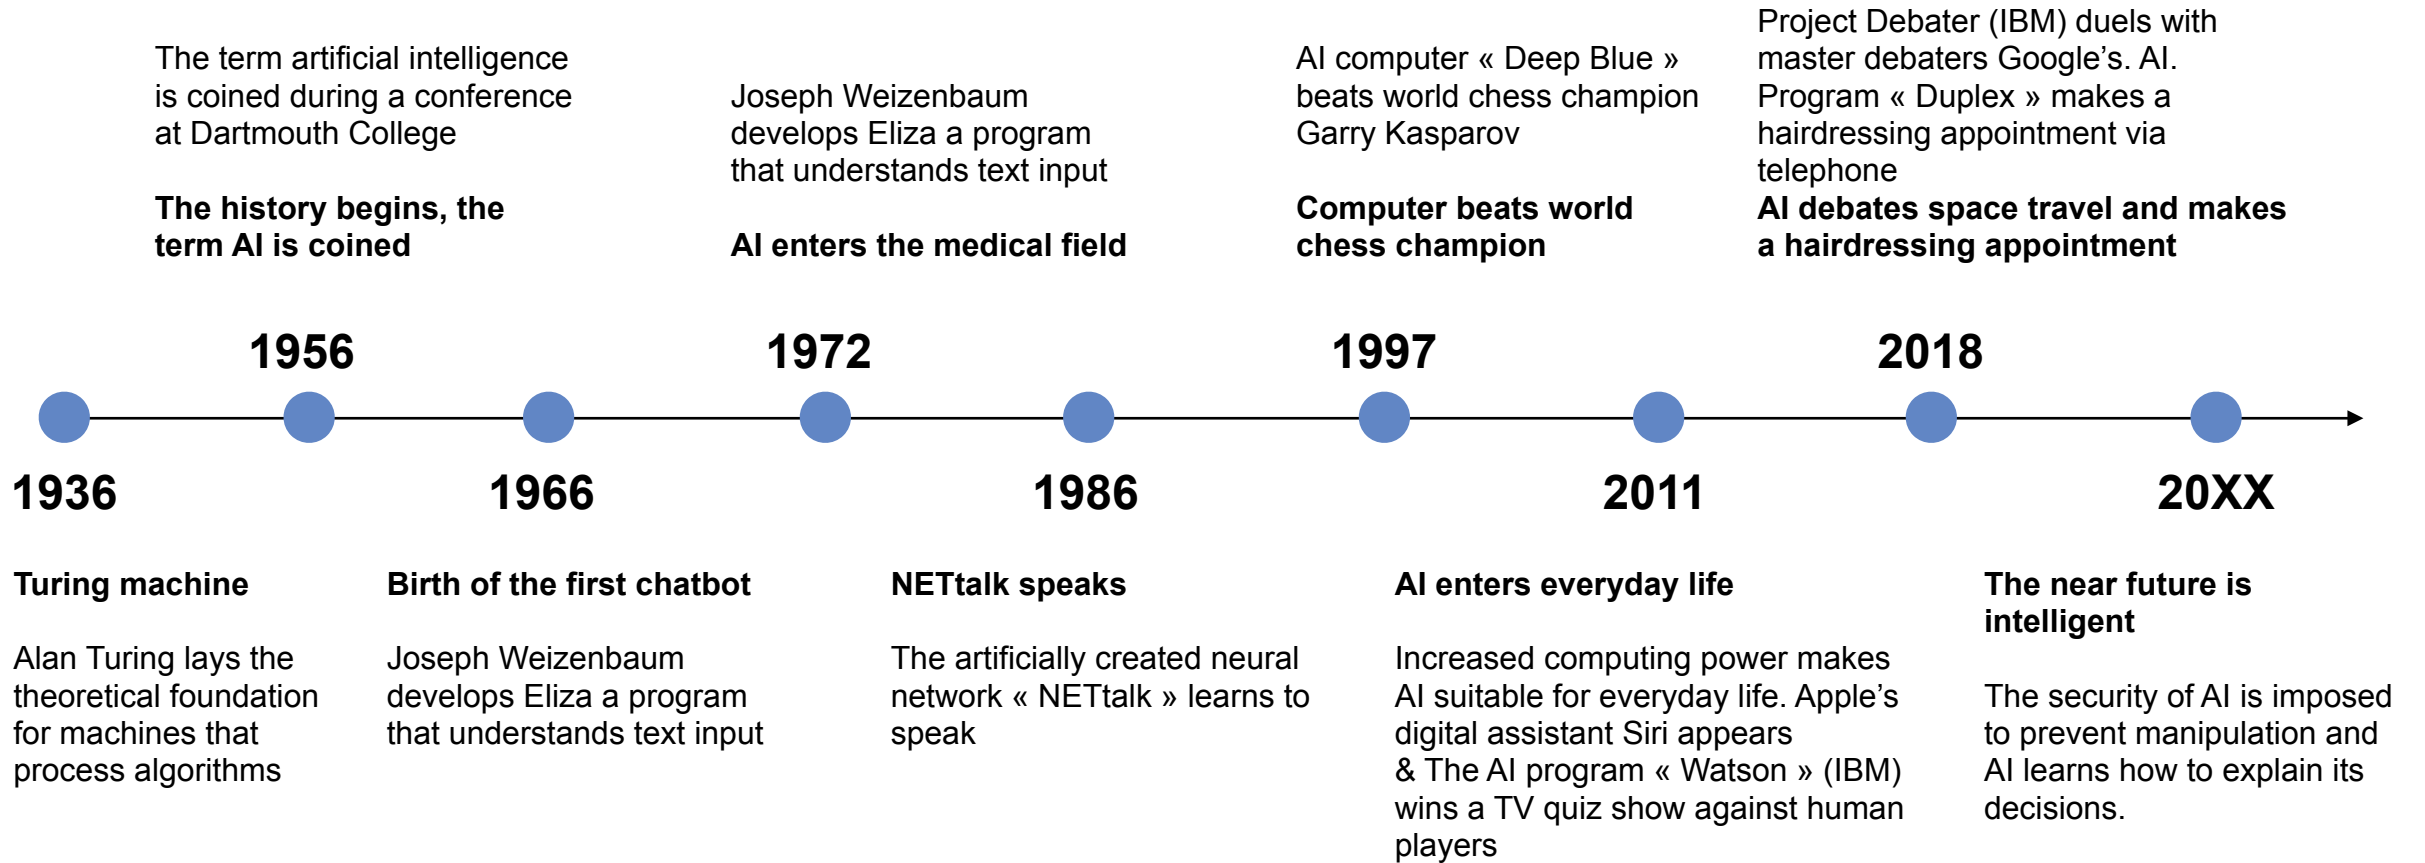 The term artificial intelligence
is coined during a conference
at Dartmouth College
The history begins, the
term AI is coined
Joseph Weizenbaum
develops Eliza a program
that understands text input
AI enters the medical field
AI computer « Deep Blue »
beats world chess champion
Garry Kasparov
Computer beats world
chess champion
Project Debater (IBM) duels with
master debaters Google’s. AI.
Program « Duplex » makes a
hairdressing appointment via
telephone
AI debates space travel and makes
a hairdressing appointment
1956
1972
1997
2018
1936
1966
1986
2011
20XX
Turing machine
Alan Turing lays the
theoretical foundation
for machines that
process algorithms
Birth of the first chatbot
Joseph Weizenbaum
develops Eliza a program
that understands text input
NETtalk speaks
The artificially created neural
network « NETtalk » learns to
speak
AI enters everyday life
Increased computing power makes
AI suitable for everyday life. Apple’s
digital assistant Siri appears
& The AI program « Watson » (IBM)
wins a TV quiz show against human
players
The near future is
intelligent
The security of AI is imposed
to prevent manipulation and
AI learns how to explain its
decisions.